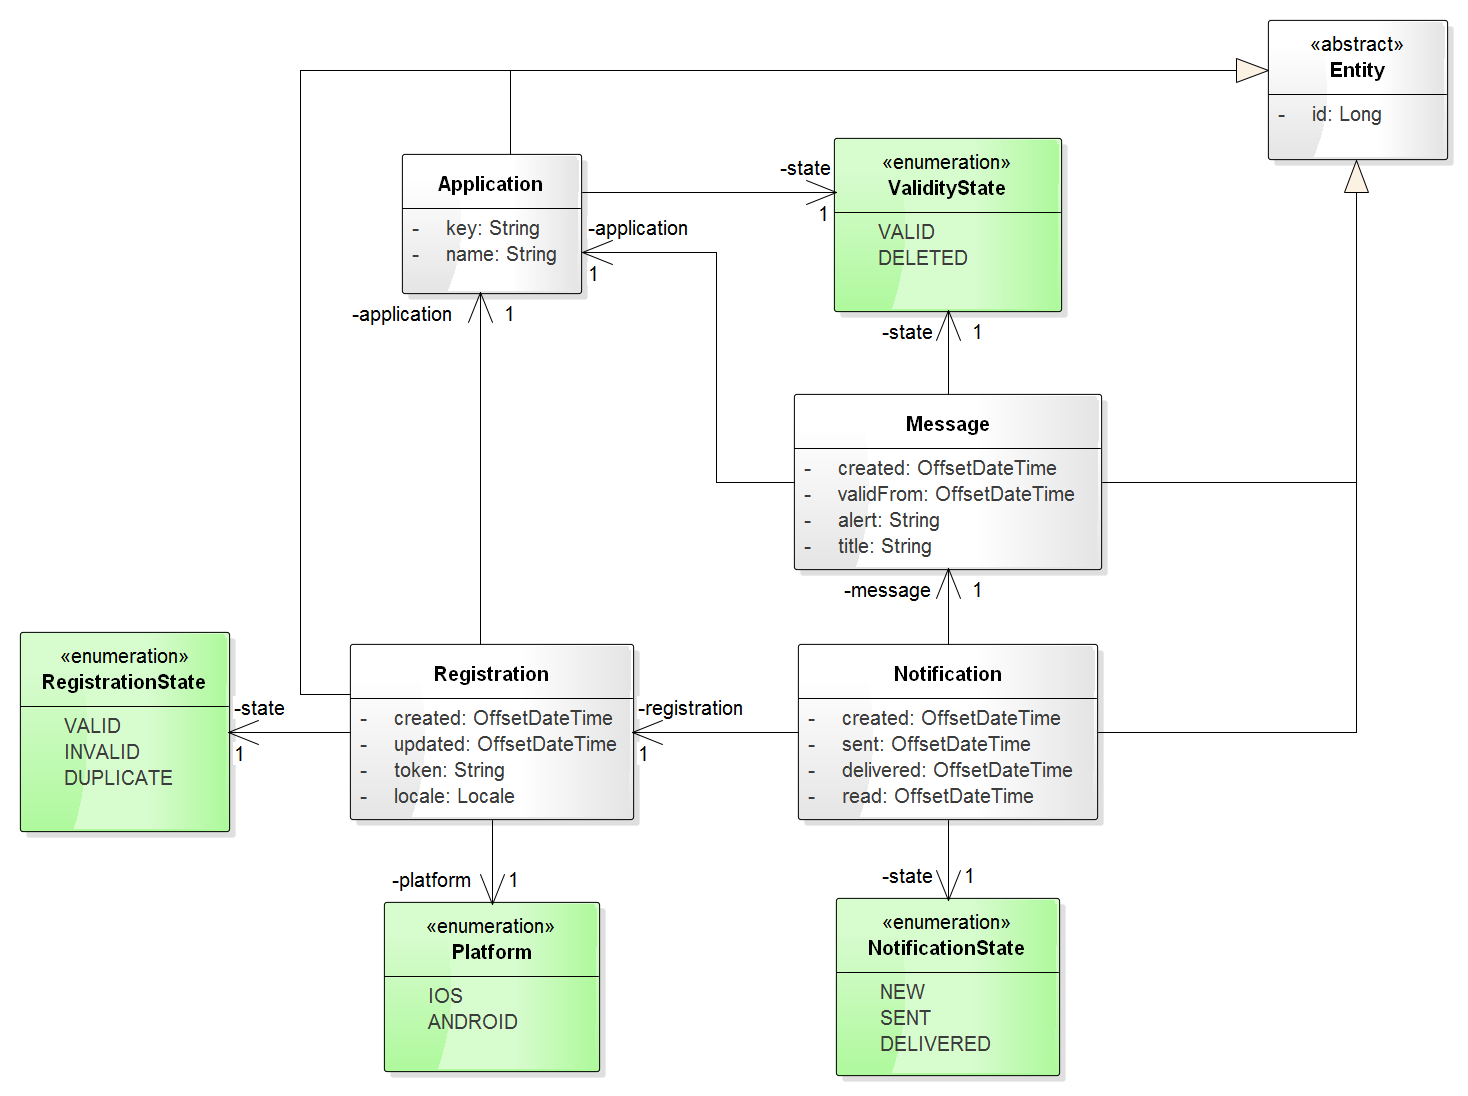 «abstract»
Entity
- id: Long
Application
- key: String
- name: String
-state
1
«enumeration»
ValidityState
VALID
DELETED
-application
1
-application
1
-state
1
Message
- created: OffsetDateTime
- validFrom: OffsetDateTime
- alert: String
- title: String
-message
1
«enumeration»
RegistrationState
VALID
INVALID
DUPLICATE
-state
1
Registration
- created: OffsetDateTime
- updated: OffsetDateTime
- token: String
- locale: Locale
-registration
1
Notification
- created: OffsetDateTime
- sent: OffsetDateTime
- delivered: OffsetDateTime
- read: OffsetDateTime
-platform
1
-state
1
«enumeration»
Platform
IOS
ANDROID
«enumeration»
NotificationState
NEW
SENT
DELIVERED